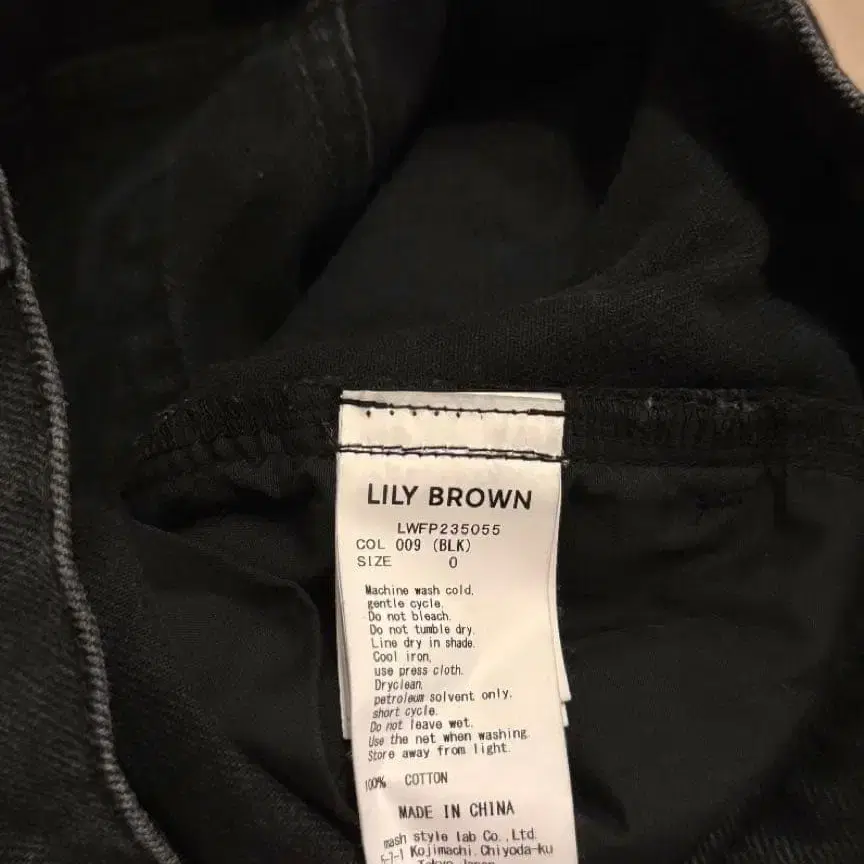 LILY BROWN
LWFP235055
COL 009 (BLK)
SIZE 0
Machine wash cold,
gentle cycle.
Do not bleach.
Do not tumble dry.
Line dry in shade.
Cool iron,
use press cloth.
Dryclean,
petroleum solvent only.
short cycle.
Do not leave wet.
Use the net when washing.
Store away from light.
100% COTTON
MADE IN CHINA
mash style lab Co.,Ltd.
Kojimachi, Chiyoda-ku